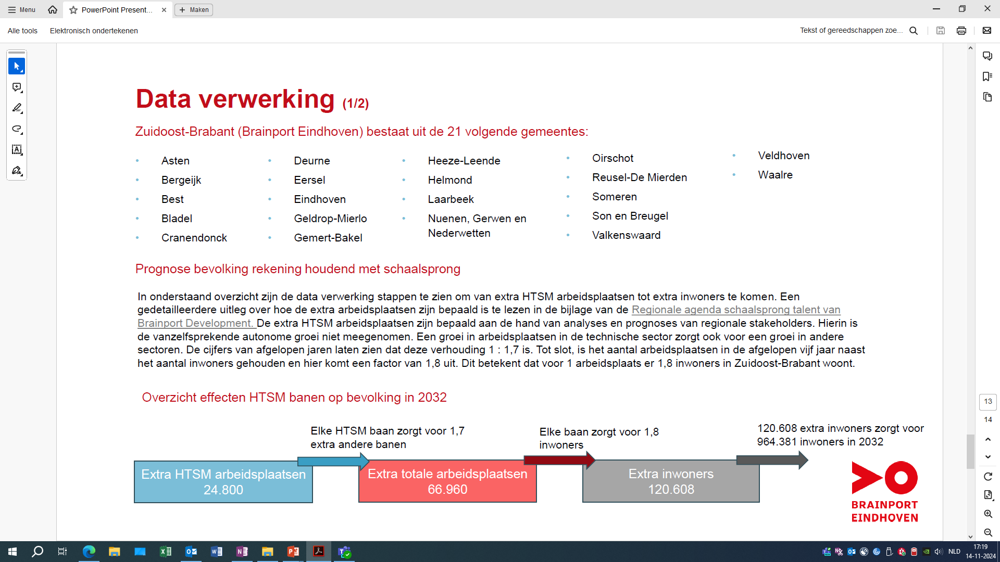 Menu
PowerPoint Present...
Maken
Alle tools
Elektronisch ondertekenen
Tekst of gereedschappen zoe...
Data verwerking (1/2)
Zuidoost-Brabant (Brainport Eindhoven) bestaat uit de 21 volgende gemeentes:
• Asten
• Bergeijk
• Best
• Bladel
• Cranendonck
• Deurne
• Eersel
• Eindhoven
• Geldrop-Mierlo
• Gemert-Bakel
• Heeze-Leende
• Helmond
• Laarbeek
• Nuenen, Gerwen en
Nederwetten
• Oirschot
• Reusel-De Mierden
• Someren
• Son en Breugel
• Valkenswaard
• Veldhoven
• Waalre
Prognose bevolking rekening houdend met schaalsprong
In onderstaand overzicht zijn de data verwerking stappen te zien om van extra HTSM arbeidsplaatsen tot extra inwoners te komen. Een
gedetailleerdere uitleg over hoe de extra arbeidsplaatsen zijn bepaald is te lezen in de bijlage van de Regionale agenda schaalsprong talent van
Brainport Development. De extra HTSM arbeidsplaatsen zijn bepaald aan de hand van analyses en prognoses van regionale stakeholders. Hierin is
de vanzelfsprekende autonome groei niet meegenomen. Een groei in arbeidsplaatsen in de technische sector zorgt ook voor een groei in andere
sectoren. De cijfers van afgelopen jaren laten zien dat deze verhouding 1 : 1,7 is. Tot slot, is het aantal arbeidsplaatsen in de afgelopen vijf jaar naast
het aantal inwoners gehouden en hier komt een factor van 1,8 uit. Dit betekent dat voor 1 arbeidsplaats er 1,8 inwoners in Zuidoost-Brabant woont.
Overzicht effecten HTSM banen op bevolking in 2032
Elke HTSM baan zorgt voor 1,7
extra andere banen
Elke baan zorgt voor 1,8
inwoners
120.608 extra inwoners zorgt voor
964.381 inwoners in 2032
Extra HTSM arbeidsplaatsen
24.800
Extra totale arbeidsplaatsen
66.960
Extra inwoners
120.608
BRAINPORT
EINDHOVEN
13
14
NLD
17:19
14-11-2024